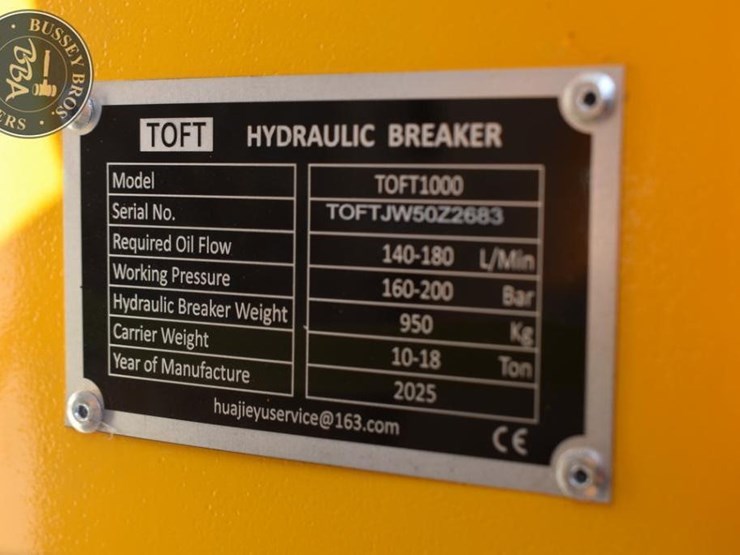 BUSSEY BROS.
BBA
TOFT HYDRAULIC BREAKER
Model TOFT1000
Serial No. TOFTJW50Z2683
Required Oil Flow 140-180 L/Min
Working Pressure 160-200 Bar
Hydraulic Breaker Weight 950 Kg
Carrier Weight 10-18 Ton
Year of Manufacture 2025
huajieyuservice@163.com
CE